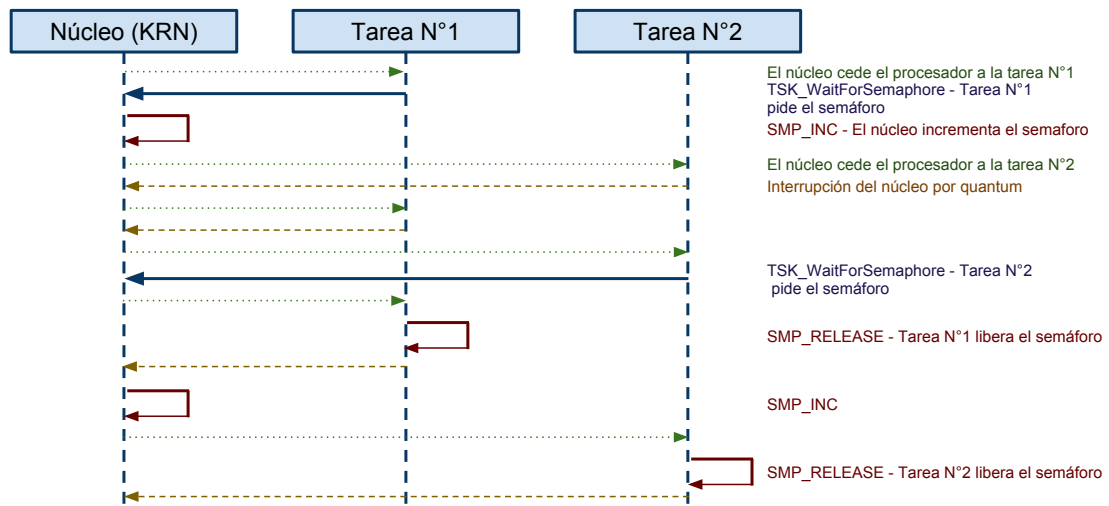 Núcleo (KRN)
Tarea N°1
Tarea N°2
El núcleo cede el procesador a la tarea N°1
TSK_WaitForSemaphore - Tarea N°1
pide el semáforo
SMP_INC - El núcleo incrementa el semaforo
El núcleo cede el procesador a la tarea N°2
Interrupción del núcleo por quantum
TSK_WaitForSemaphore - Tarea N°2
pide el semáforo
SMP_RELEASE - Tarea N°1 libera el semáforo
SMP_INC
SMP_RELEASE - Tarea N°2 libera el semáforo